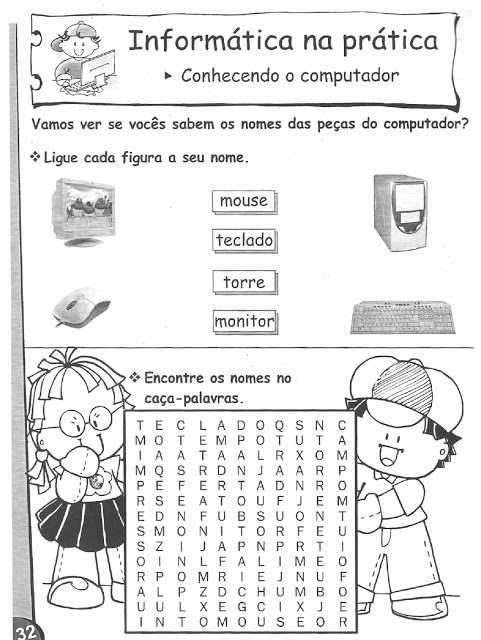 Informática na prática
▸ Conhecendo o computador
Vamos ver se vocês sabem os nomes das peças do computador?
❖ Ligue cada figura a seu nome.
mouse
teclado
torre
monitor
❖ Encontre os nomes no
caça-palavras.
T E C L A D O Q S N C
M O T E M P O T U T A
I A A T A A L R X O M
M Q S R D N J A A R P
P E F E R T A D N R O
R S E A T O U F J E M
E D N F U B S U O N T
S M O N I T O R F E U
S Z I J A P N P R T I
O I N L F A L I M E O
R P O M R I E J N U F
A L P Z D C H U M B O
U U L X E G C I X J E
I N T O M O U S E O R
32